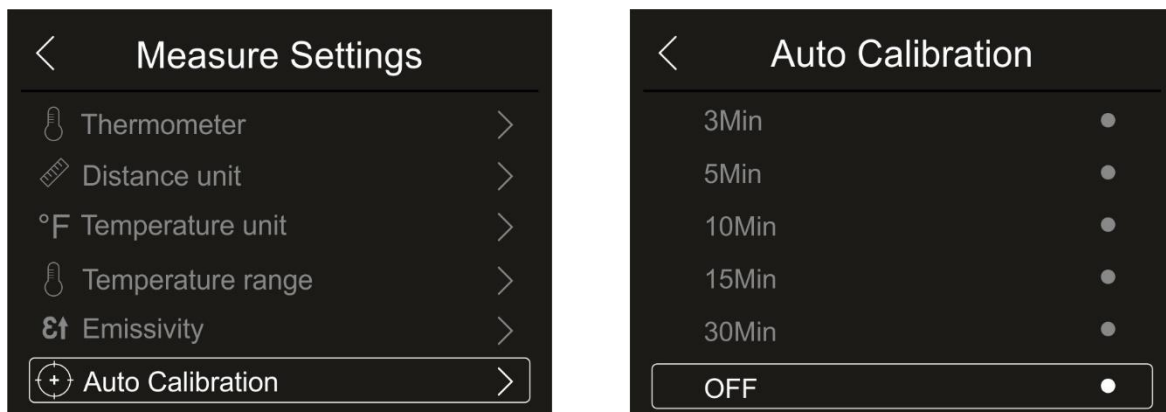 Measure Settings
Thermometer
Distance unit
°F Temperature unit
Temperature range
Ɛ† Emissivity
Auto Calibration
Auto Calibration
3Min
5Min
10Min
15Min
30Min
OFF